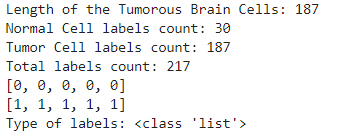 Length of the Tumorous Brain Cells: 187
Normal Cell labels count: 30
Tumor Cell labels count: 187
Total labels count: 217
[0, 0, 0, 0, 0]
[1, 1, 1, 1, 1]
Type of labels: <class 'list'>